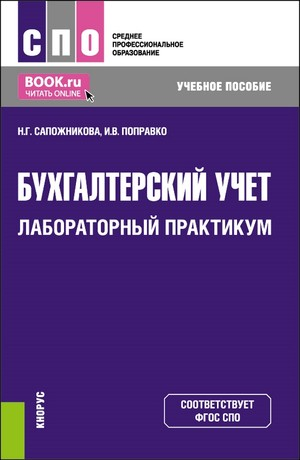 СПО
СРЕДНЕЕ
ПРОФЕССИОНАЛЬНОЕ
ОБРАЗОВАНИЕ
BOOK.ru
ЧИТАТЬ ONLINE
УЧЕБНОЕ ПОСОБИЕ
Н.Г. САПОЖНИКОВА, И.В. ПОПРАВКО
БУХГАЛТЕРСКИЙ УЧЕТ
ЛАБОРАТОРНЫЙ ПРАКТИКУМ
СООТВЕТСТВУЕТ
ФГОС СПО
КНОРУС